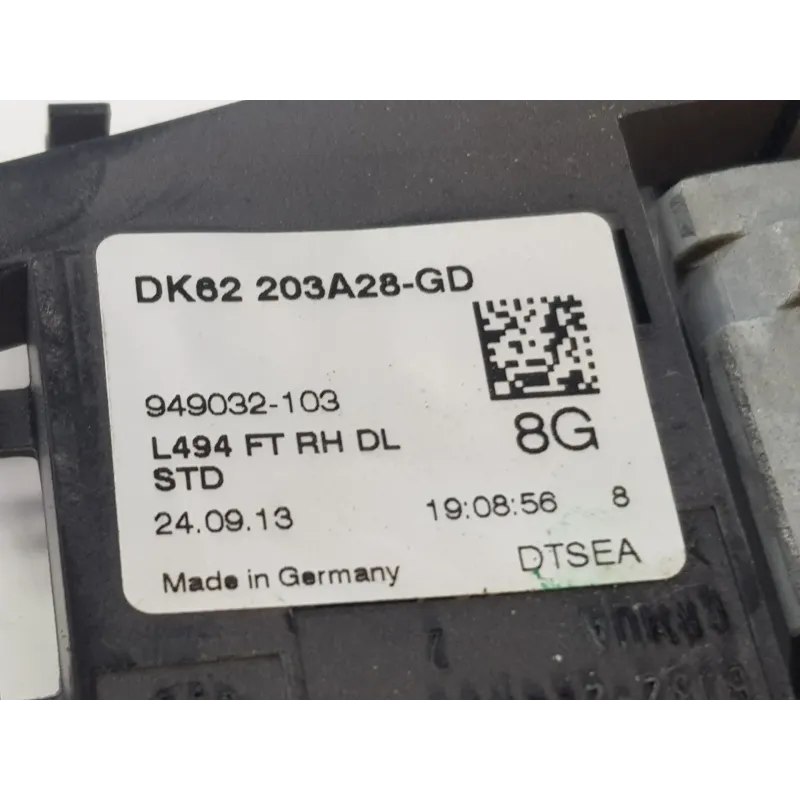 DK62 203A28-GD
949032-103
8G
L494 FT RH DL
STD
24.09.13 19:08:56 8
Made in Germany DTSEA